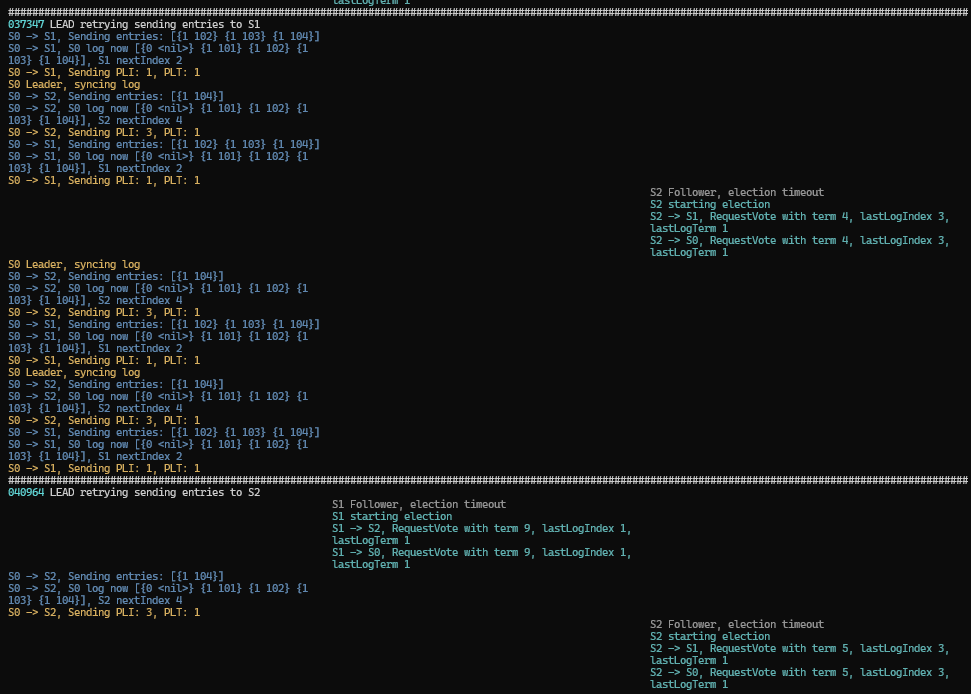 lastLogTerm 1
################################################################################################################################################################
037347 LEAD retrying sending entries to S1
S0 -> S1, Sending entries: [{1 102} {1 103} {1 104}]
S0 -> S1, S0 log now [{0 <nil>} {1 101} {1 102} {1
103} {1 104}], S1 nextIndex 2
S0 -> S1, Sending PLI: 1, PLT: 1
S0 Leader, syncing log
S0 -> S2, Sending entries: [{1 104}]
S0 -> S2, S0 log now [{0 <nil>} {1 101} {1 102} {1
103} {1 104}], S2 nextIndex 4
S0 -> S2, Sending PLI: 3, PLT: 1
S0 -> S1, Sending entries: [{1 102} {1 103} {1 104}]
S0 -> S1, S0 log now [{0 <nil>} {1 101} {1 102} {1
103} {1 104}], S1 nextIndex 2
S0 -> S1, Sending PLI: 1, PLT: 1
S2 Follower, election timeout
S2 starting election
S2 -> S1, RequestVote with term 4, lastLogIndex 3,
lastLogTerm 1
S2 -> S0, RequestVote with term 4, lastLogIndex 3,
lastLogTerm 1
S0 Leader, syncing log
S0 -> S2, Sending entries: [{1 104}]
S0 -> S2, S0 log now [{0 <nil>} {1 101} {1 102} {1
103} {1 104}], S2 nextIndex 4
S0 -> S2, Sending PLI: 3, PLT: 1
S0 -> S1, Sending entries: [{1 102} {1 103} {1 104}]
S0 -> S1, S0 log now [{0 <nil>} {1 101} {1 102} {1
103} {1 104}], S1 nextIndex 2
S0 -> S1, Sending PLI: 1, PLT: 1
S0 Leader, syncing log
S0 -> S2, Sending entries: [{1 104}]
S0 -> S2, S0 log now [{0 <nil>} {1 101} {1 102} {1
103} {1 104}], S2 nextIndex 4
S0 -> S2, Sending PLI: 3, PLT: 1
S0 -> S1, Sending entries: [{1 102} {1 103} {1 104}]
S0 -> S1, S0 log now [{0 <nil>} {1 101} {1 102} {1
103} {1 104}], S1 nextIndex 2
S0 -> S1, Sending PLI: 1, PLT: 1
################################################################################################################################################################
040964 LEAD retrying sending entries to S2
S1 Follower, election timeout
S1 starting election
S1 -> S2, RequestVote with term 9, lastLogIndex 1,
lastLogTerm 1
S1 -> S0, RequestVote with term 9, lastLogIndex 1,
lastLogTerm 1
S0 -> S2, Sending entries: [{1 104}]
S0 -> S2, S0 log now [{0 <nil>} {1 101} {1 102} {1
103} {1 104}], S2 nextIndex 4
S0 -> S2, Sending PLI: 3, PLT: 1
S2 Follower, election timeout
S2 starting election
S2 -> S1, RequestVote with term 5, lastLogIndex 3,
lastLogTerm 1
S2 -> S0, RequestVote with term 5, lastLogIndex 3,
lastLogTerm 1